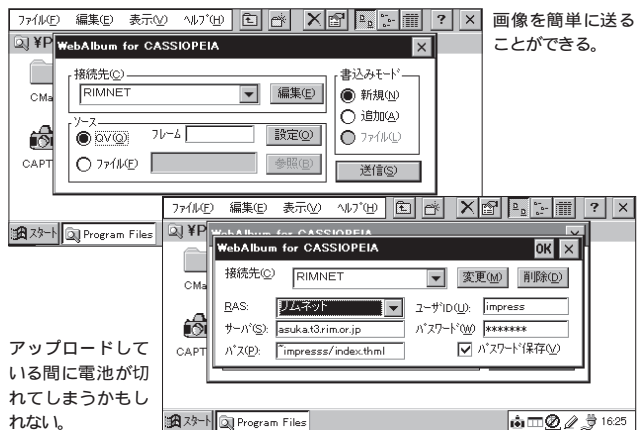 ファイル(F) 編集(E) 表示(V) ヘルプ(H) ? ×
¥P
WebAlbum for CASSIOPEIA ×
接続先(C)
RIMNET 編集(E)
書込みモード
新規(N)
追加(A)
ファイル(L)
ソース
QV(Q) フレーム 設定(O)
ファイル(F) 参照(B)
送信(S)
CMa
CAPT
スタート Program Files
画像を簡単に送る
ことができる。
ファイル(F) 編集(E) 表示(V) ヘルプ(H) ? ×
¥P
WebAlbum for CASSIOPEIA
WebAlbum for CASSIOPEIA OK ×
接続先(C) RIMNET 変更(M) 削除(D)
RAS: リムネット ユーザID(U): impress
サーバ(S): asuka.t3.rim.or.jp パスワード(W) *******
パス(P): ~impresss/index.thml パスワード保存(V)
CMa
CAPT
スタート Program Files 16:25
アップロードして
いる間に電池が切
れてしまうかもし
れない。